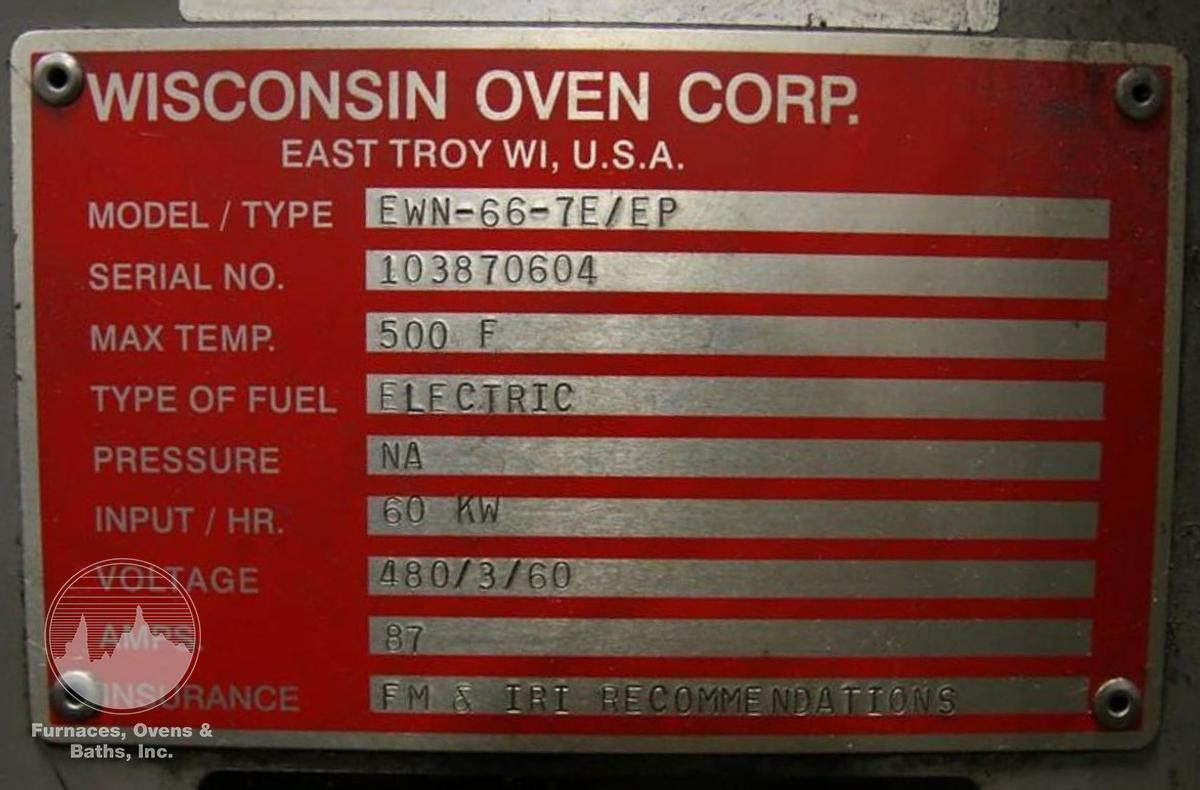 WISCONSIN OVEN CORP.
EAST TROY WI, U.S.A.
MODEL / TYPE EWN-66-7E/EP
SERIAL NO. 103870604
MAX TEMP. 500 F
TYPE OF FUEL ELECTRIC
PRESSURE NA
INPUT / HR. 60 KW
VOLTAGE 480/3/60
AMPS. 87
INSURANCE FM & IRI RECOMMENDATIONS
Furnaces, Ovens &
Baths, Inc.